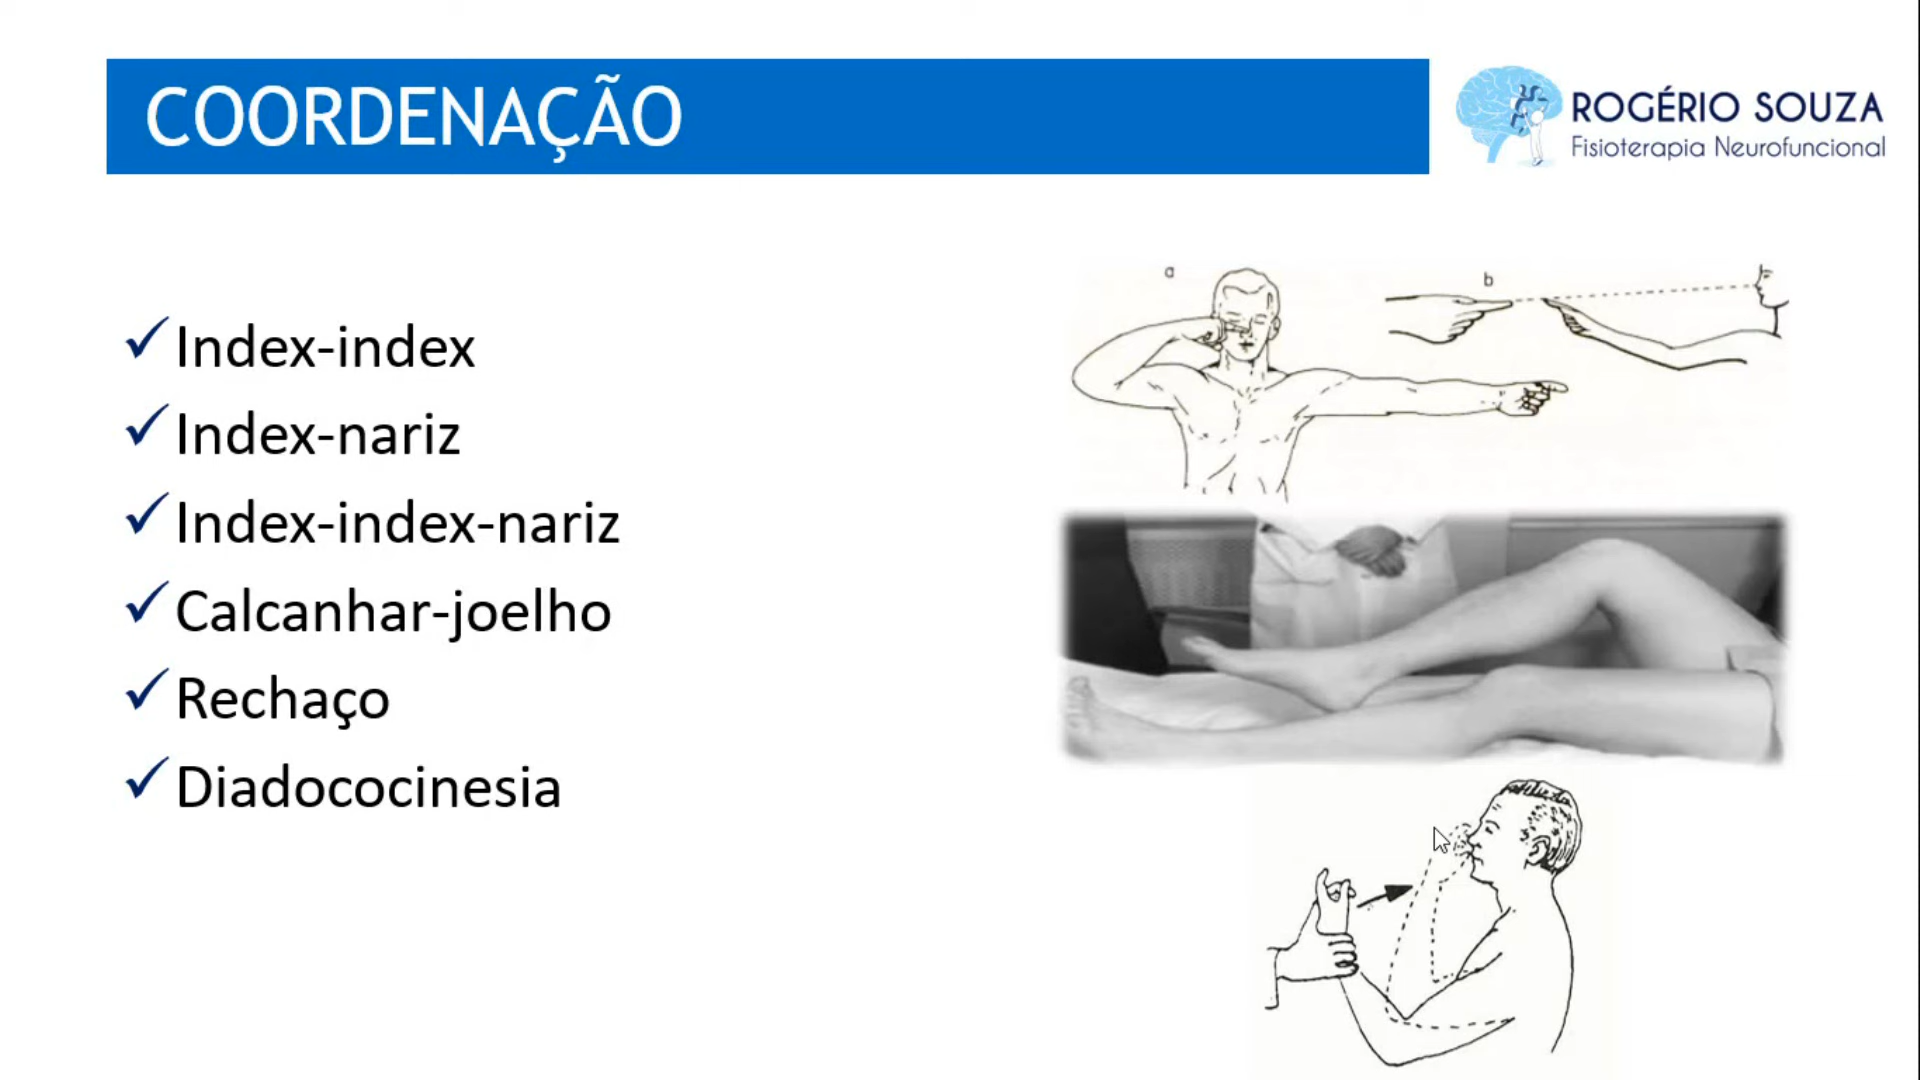 COORDENAÇÃO
ROGÉRIO SOUZA
Fisioterapia Neurofuncional
Index-index
Index-nariz
Index-index-nariz
Calcanhar-joelho
Rechaço
Diadococinesia
a
b